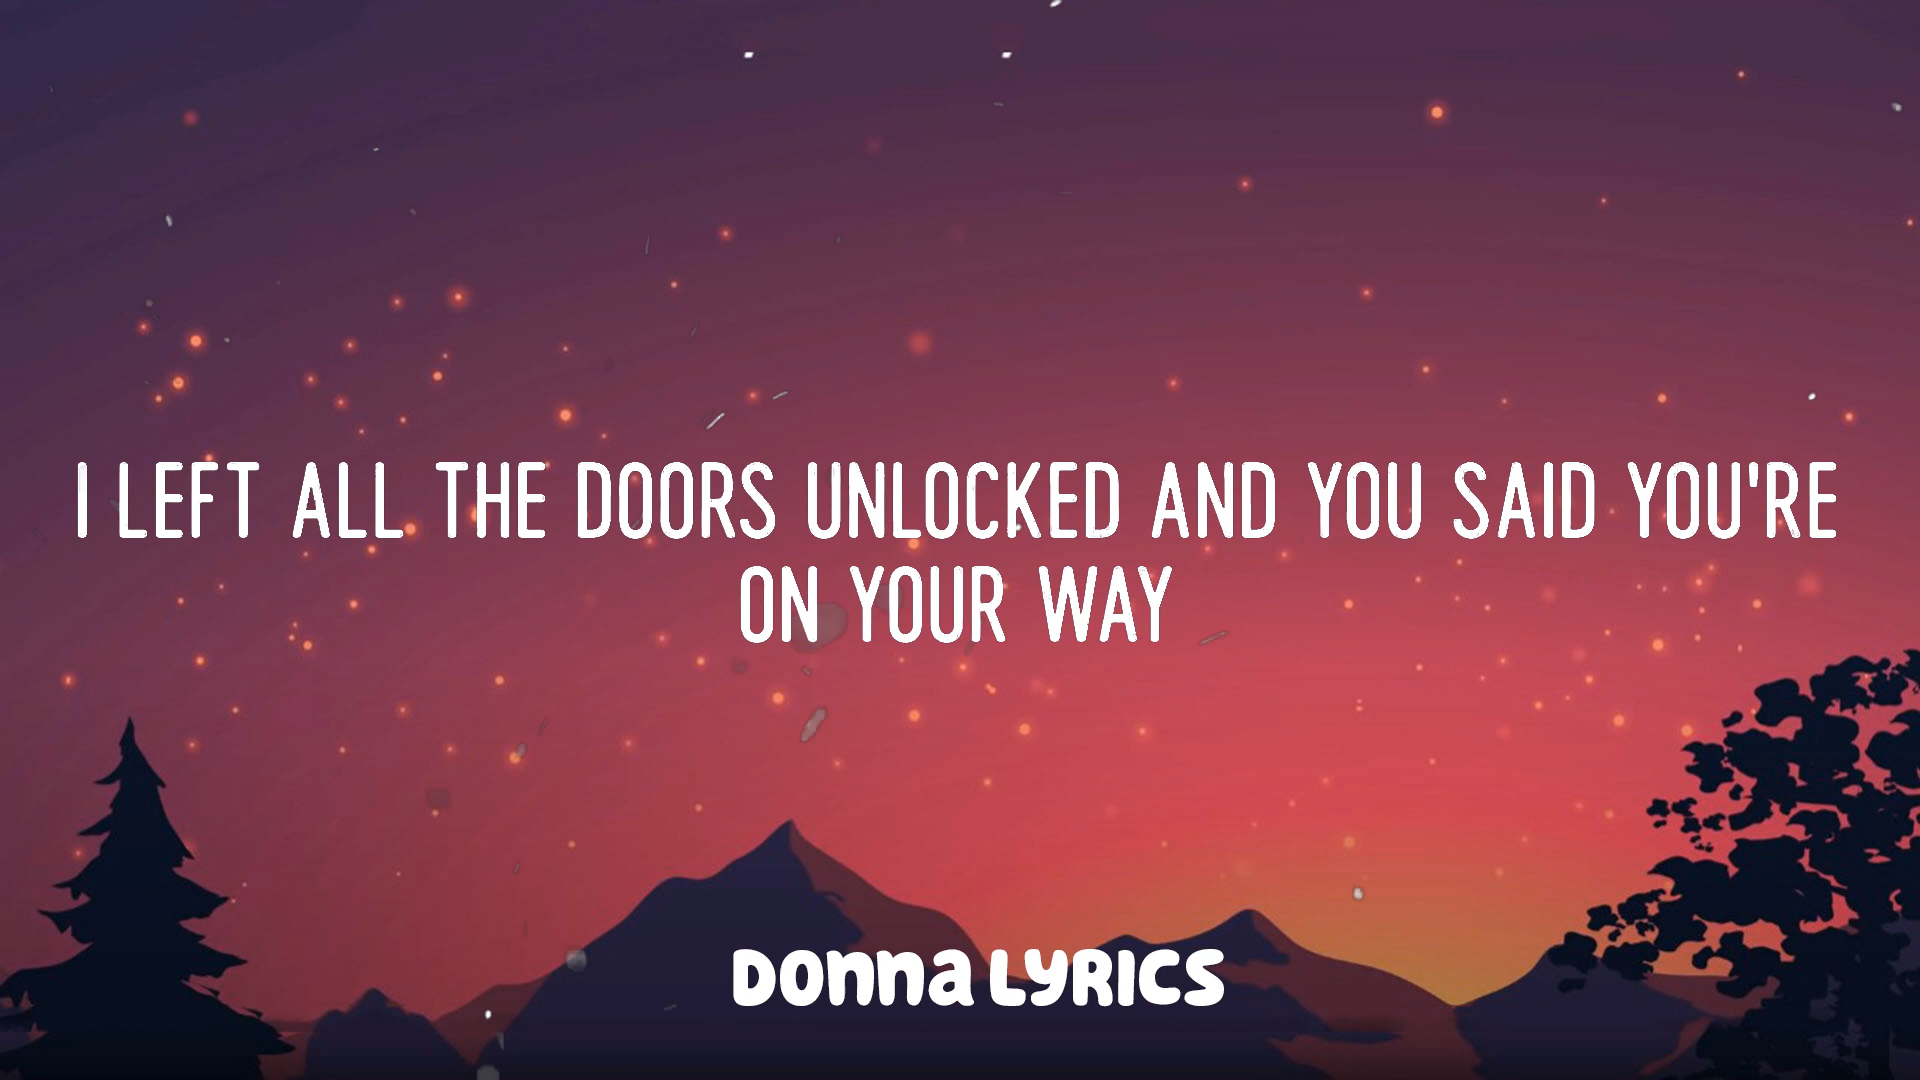 I LEFT ALL THE DOORS UNLOCKED AND YOU SAID YOU'RE
ON YOUR WAY
Donna Lyrics